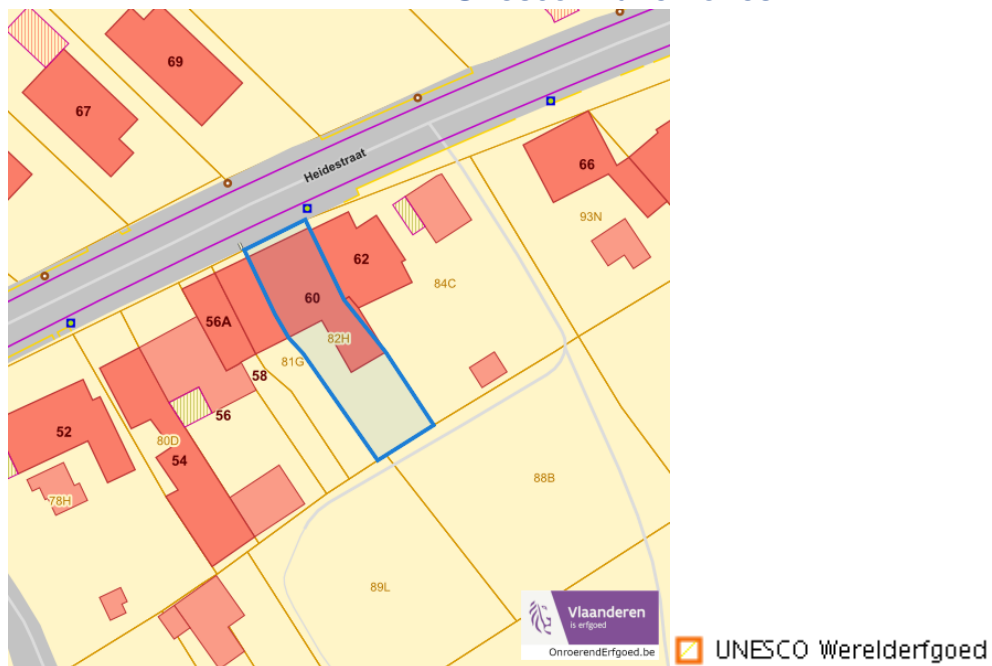 69
67
Heidestraat
66
93N
62
84C
60
56A
82H
81G
58
56
52
80D
54
88B
78H
89L
Vlaanderen
is erfgoed
OnroerendErfgoed.be
UNESCO Werelderfgoed